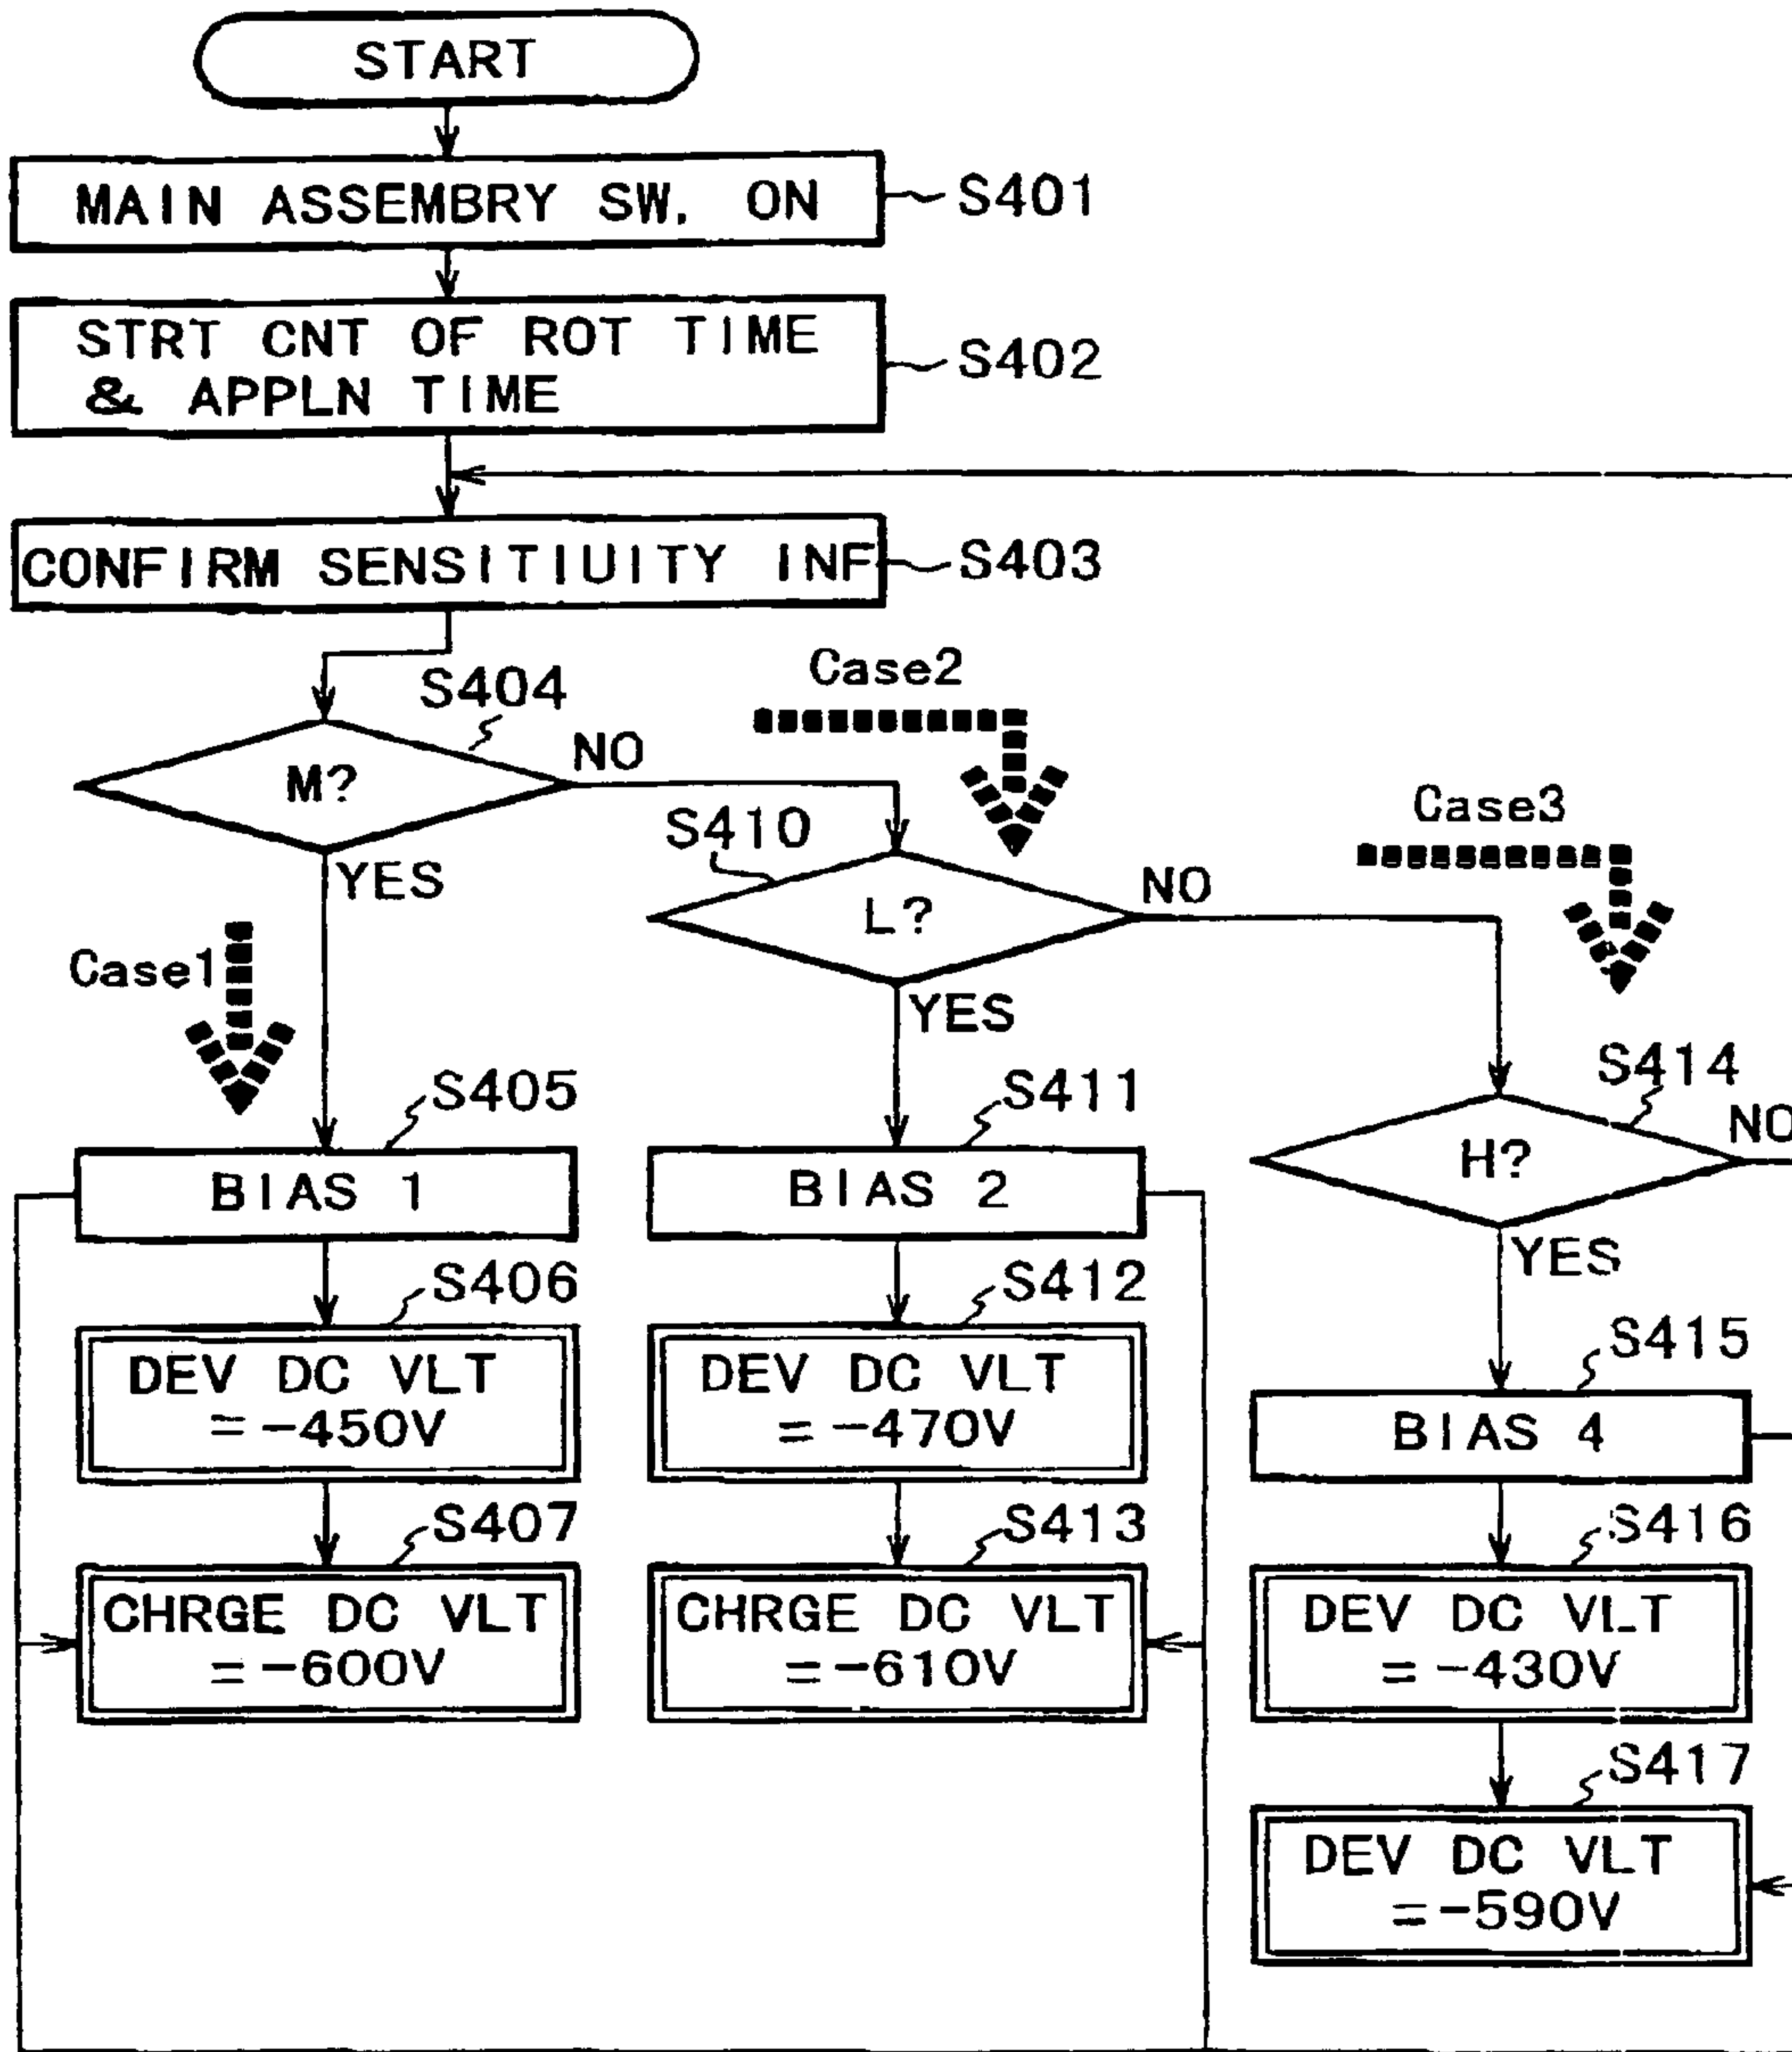 START
MAIN ASSEMBRY SW. ON
S401
STRT CNT OF ROT TIME
& APPLN TIME
S402
CONFIRM SENSITIUITY INF
S403
S404
M?
NO
YES
Case1
Case2
S410
L?
NO
YES
Case3
S414
H?
NO
YES
S405
BIAS 1
S411
BIAS 2
S415
BIAS 4
S406
DEV DC VLT
=-450V
S412
DEV DC VLT
=-470V
S416
DEV DC VLT
=-430V
S407
CHRGE DC VLT
=-600V
S413
CHRGE DC VLT
=-610V
S417
DEV DC VLT
=-590V